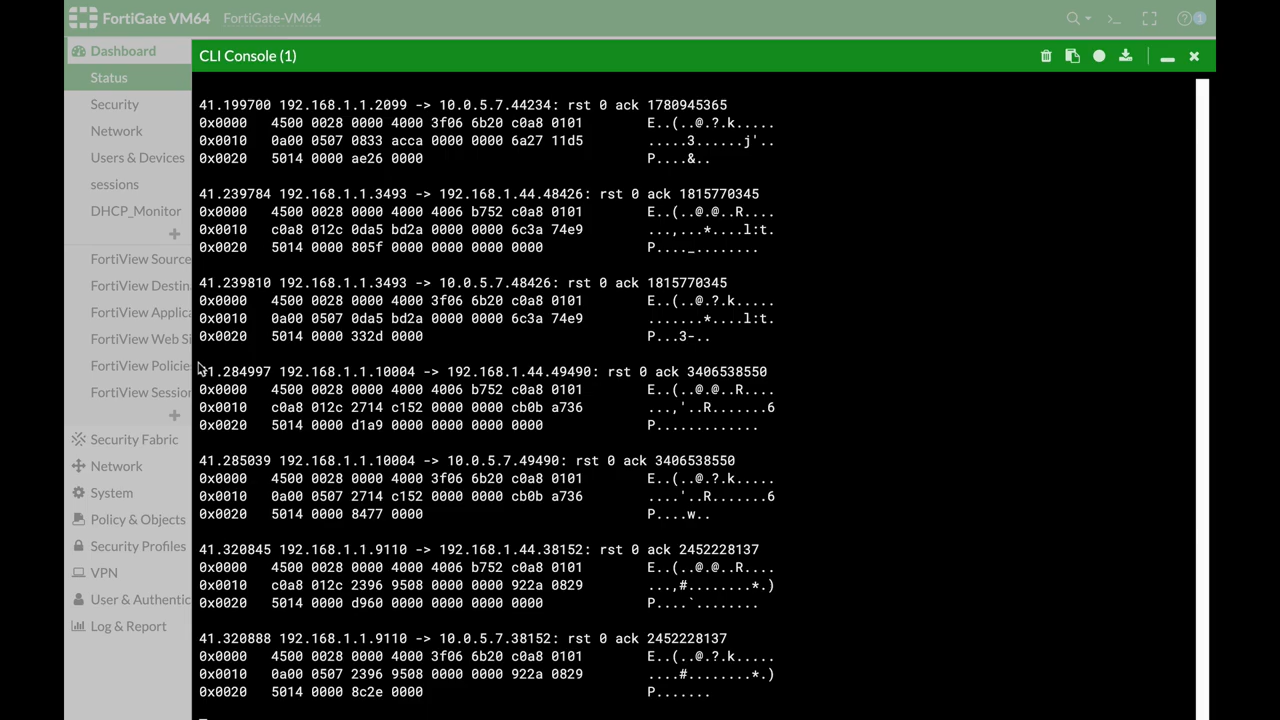 FortiGate VM64 FortiGate-VM64
1
Dashboard
Status
Security
Network
Users & Devices
sessions
DHCP_Monitor
FortiView Source
FortiView Destin
FortiView Applica
FortiView Web Si
FortiView Policie
FortiView Session
Security Fabric
Network
System
Policy & Objects
Security Profiles
VPN
User & Authentic
Log & Report
CLI Console (1)
41.199700 192.168.1.1.2099 -> 10.0.5.7.44234: rst 0 ack 1780945365
0x0000 4500 0028 0000 4000 3f06 6b20 c0a8 0101 E..(..@.?.k.....
0x0010 0a00 0507 0833 acca 0000 0000 6a27 11d5 .....3......j'..
0x0020 5014 0000 ae26 0000 P....&..
41.239784 192.168.1.1.3493 -> 192.168.1.44.48426: rst 0 ack 1815770345
0x0000 4500 0028 0000 4000 4006 b752 c0a8 0101 E..(..@.@..R....
0x0010 c0a8 012c 0da5 bd2a 0000 0000 6c3a 74e9 ...,...*....l:t.
0x0020 5014 0000 805f 0000 0000 0000 0000 P...._........
41.239810 192.168.1.1.3493 -> 10.0.5.7.48426: rst 0 ack 1815770345
0x0000 4500 0028 0000 4000 3f06 6b20 c0a8 0101 E..(..@.?.k.....
0x0010 0a00 0507 0da5 bd2a 0000 0000 6c3a 74e9 .......*....l:t.
0x0020 5014 0000 332d 0000 P...3-..
41.284997 192.168.1.1.10004 -> 192.168.1.44.49490: rst 0 ack 3406538550
0x0000 4500 0028 0000 4000 4006 b752 c0a8 0101 E..(..@.@..R....
0x0010 c0a8 012c 2714 c152 0000 0000 cb0b a736 ...,'..R.......6
0x0020 5014 0000 d1a9 0000 0000 0000 0000 P.............
41.285039 192.168.1.1.10004 -> 10.0.5.7.49490: rst 0 ack 3406538550
0x0000 4500 0028 0000 4000 3f06 6b20 c0a8 0101 E..(..@.?.k.....
0x0010 0a00 0507 2714 c152 0000 0000 cb0b a736 ....'..R.......6
0x0020 5014 0000 8477 0000 P....w..
41.320845 192.168.1.1.9110 -> 192.168.1.44.38152: rst 0 ack 2452228137
0x0000 4500 0028 0000 4000 4006 b752 c0a8 0101 E..(..@.@..R....
0x0010 c0a8 012c 2396 9508 0000 0000 922a 0829 ...,#........*.)
0x0020 5014 0000 d960 0000 0000 0000 0000 P....`........
41.320888 192.168.1.1.9110 -> 10.0.5.7.38152: rst 0 ack 2452228137
0x0000 4500 0028 0000 4000 3f06 6b20 c0a8 0101 E..(..@.?.k.....
0x0010 0a00 0507 2396 9508 0000 0000 922a 0829 ....#........*.)
0x0020 5014 0000 8c2e 0000 P.......